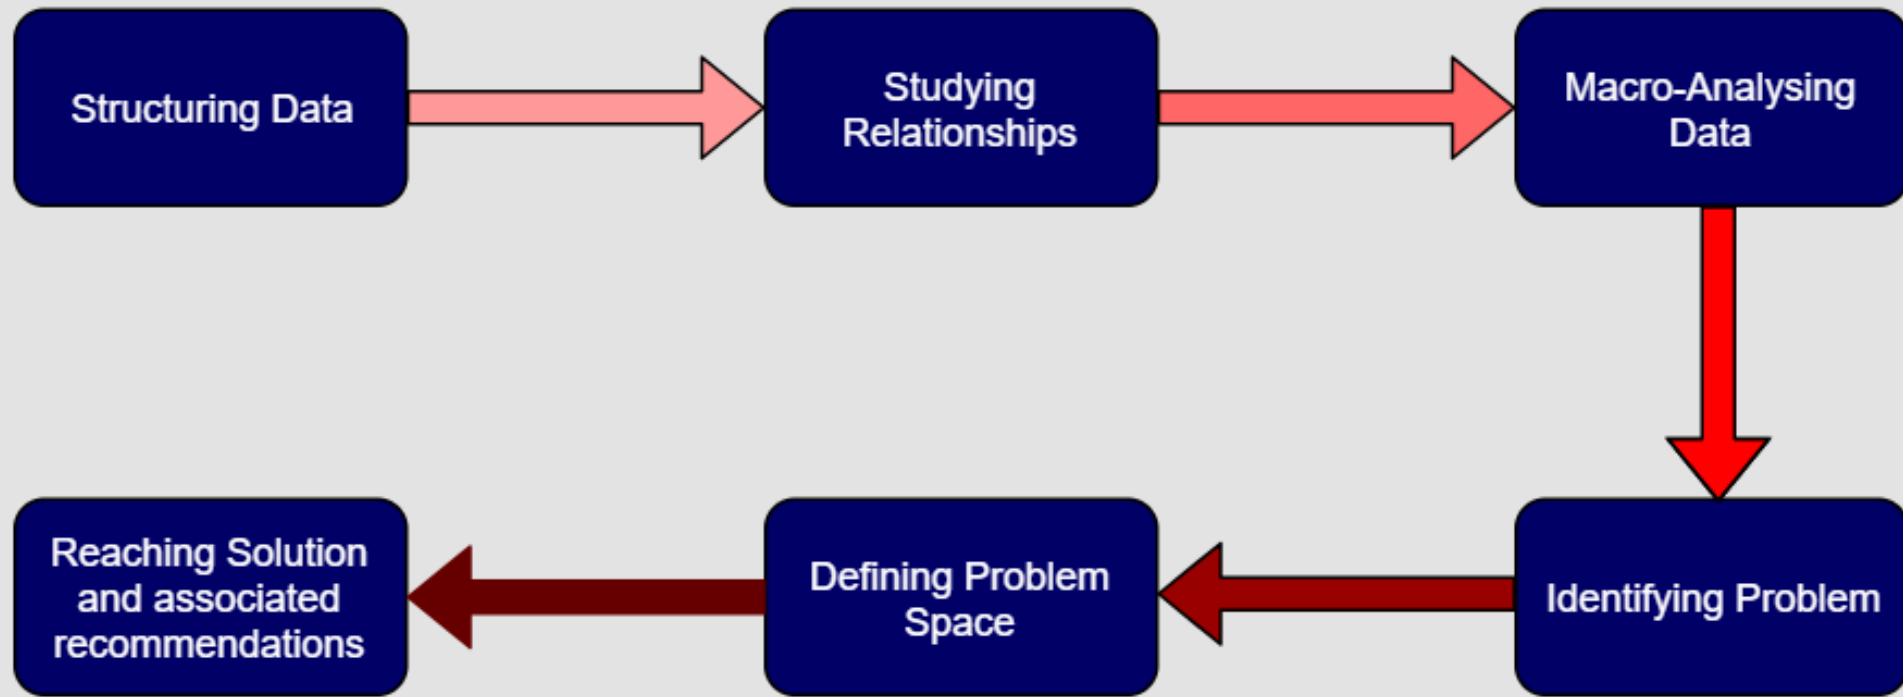 Structuring Data
Studying
Relationships
Macro-Analysing
Data
Identifying Problem
Defining Problem
Space
Reaching Solution
and associated
recommendations